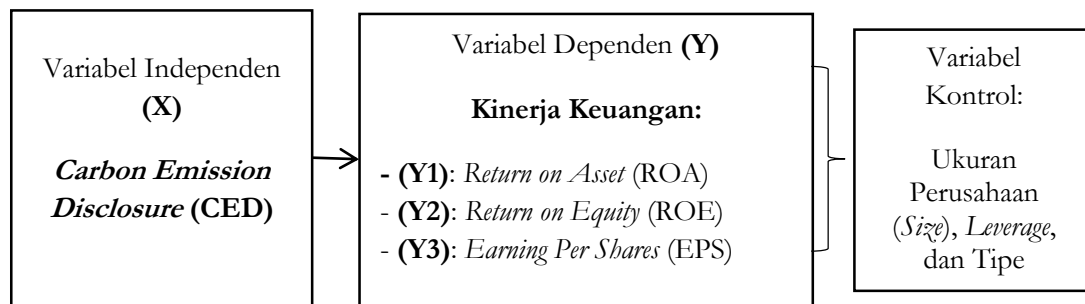 Variabel Independen
(X)
Carbon Emission
Disclosure (CED)
Variabel Dependen (Y)
Kinerja Keuangan:
- (Y1): Return on Asset (ROA)
- (Y2): Return on Equity (ROE)
- (Y3): Earning Per Shares (EPS)
Variabel
Kontrol:
Ukuran
Perusahaan
(Size), Leverage,
dan Tipe